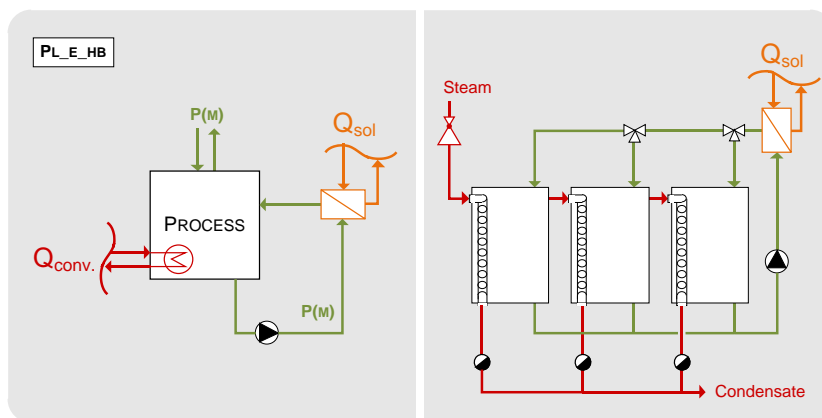 PL_E_HB
P(M)
Qsol
PROCESS
Qconv.
P(M)
Qsol
Steam
Condensate